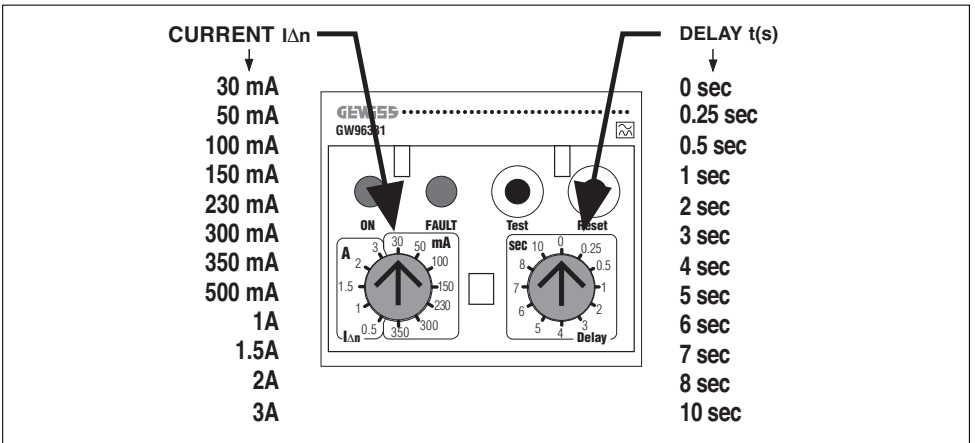 CURRENT I∆n
30 mA
50 mA
100 mA
150 mA
230 mA
300 mA
350 mA
500 mA
1A
1.5A
2A
3A
DELAY t(s)
0 sec
0.25 sec
0.5 sec
1 sec
2 sec
3 sec
4 sec
5 sec
6 sec
7 sec
8 sec
10 sec
GEWISS
GW96331
ON
FAULT
Test
Reset
A
mA
30
50
100
150
230
300
350
0.5
1
1.5
2
3
I∆n
sec
0
0.25
0.5
1
2
3
4
5
6
7
8
10
Delay